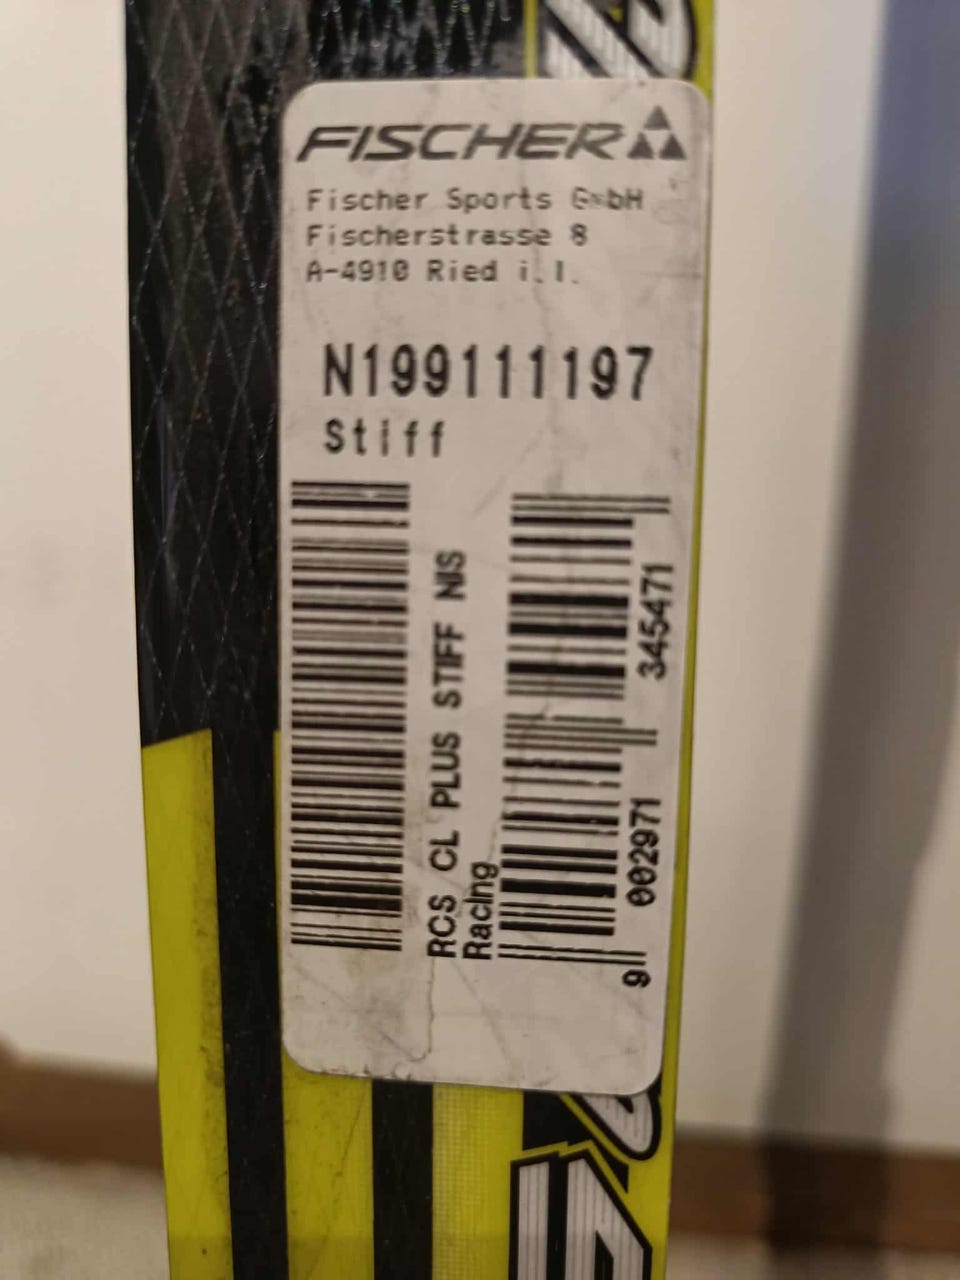 FISCHER
Fischer Sports GmbH
Fischerstrasse 8
A-4910 Ried i.I.
N199111197
Stiff
RCS CL PLUS STIFF NIS
Racing
9 002971 345471